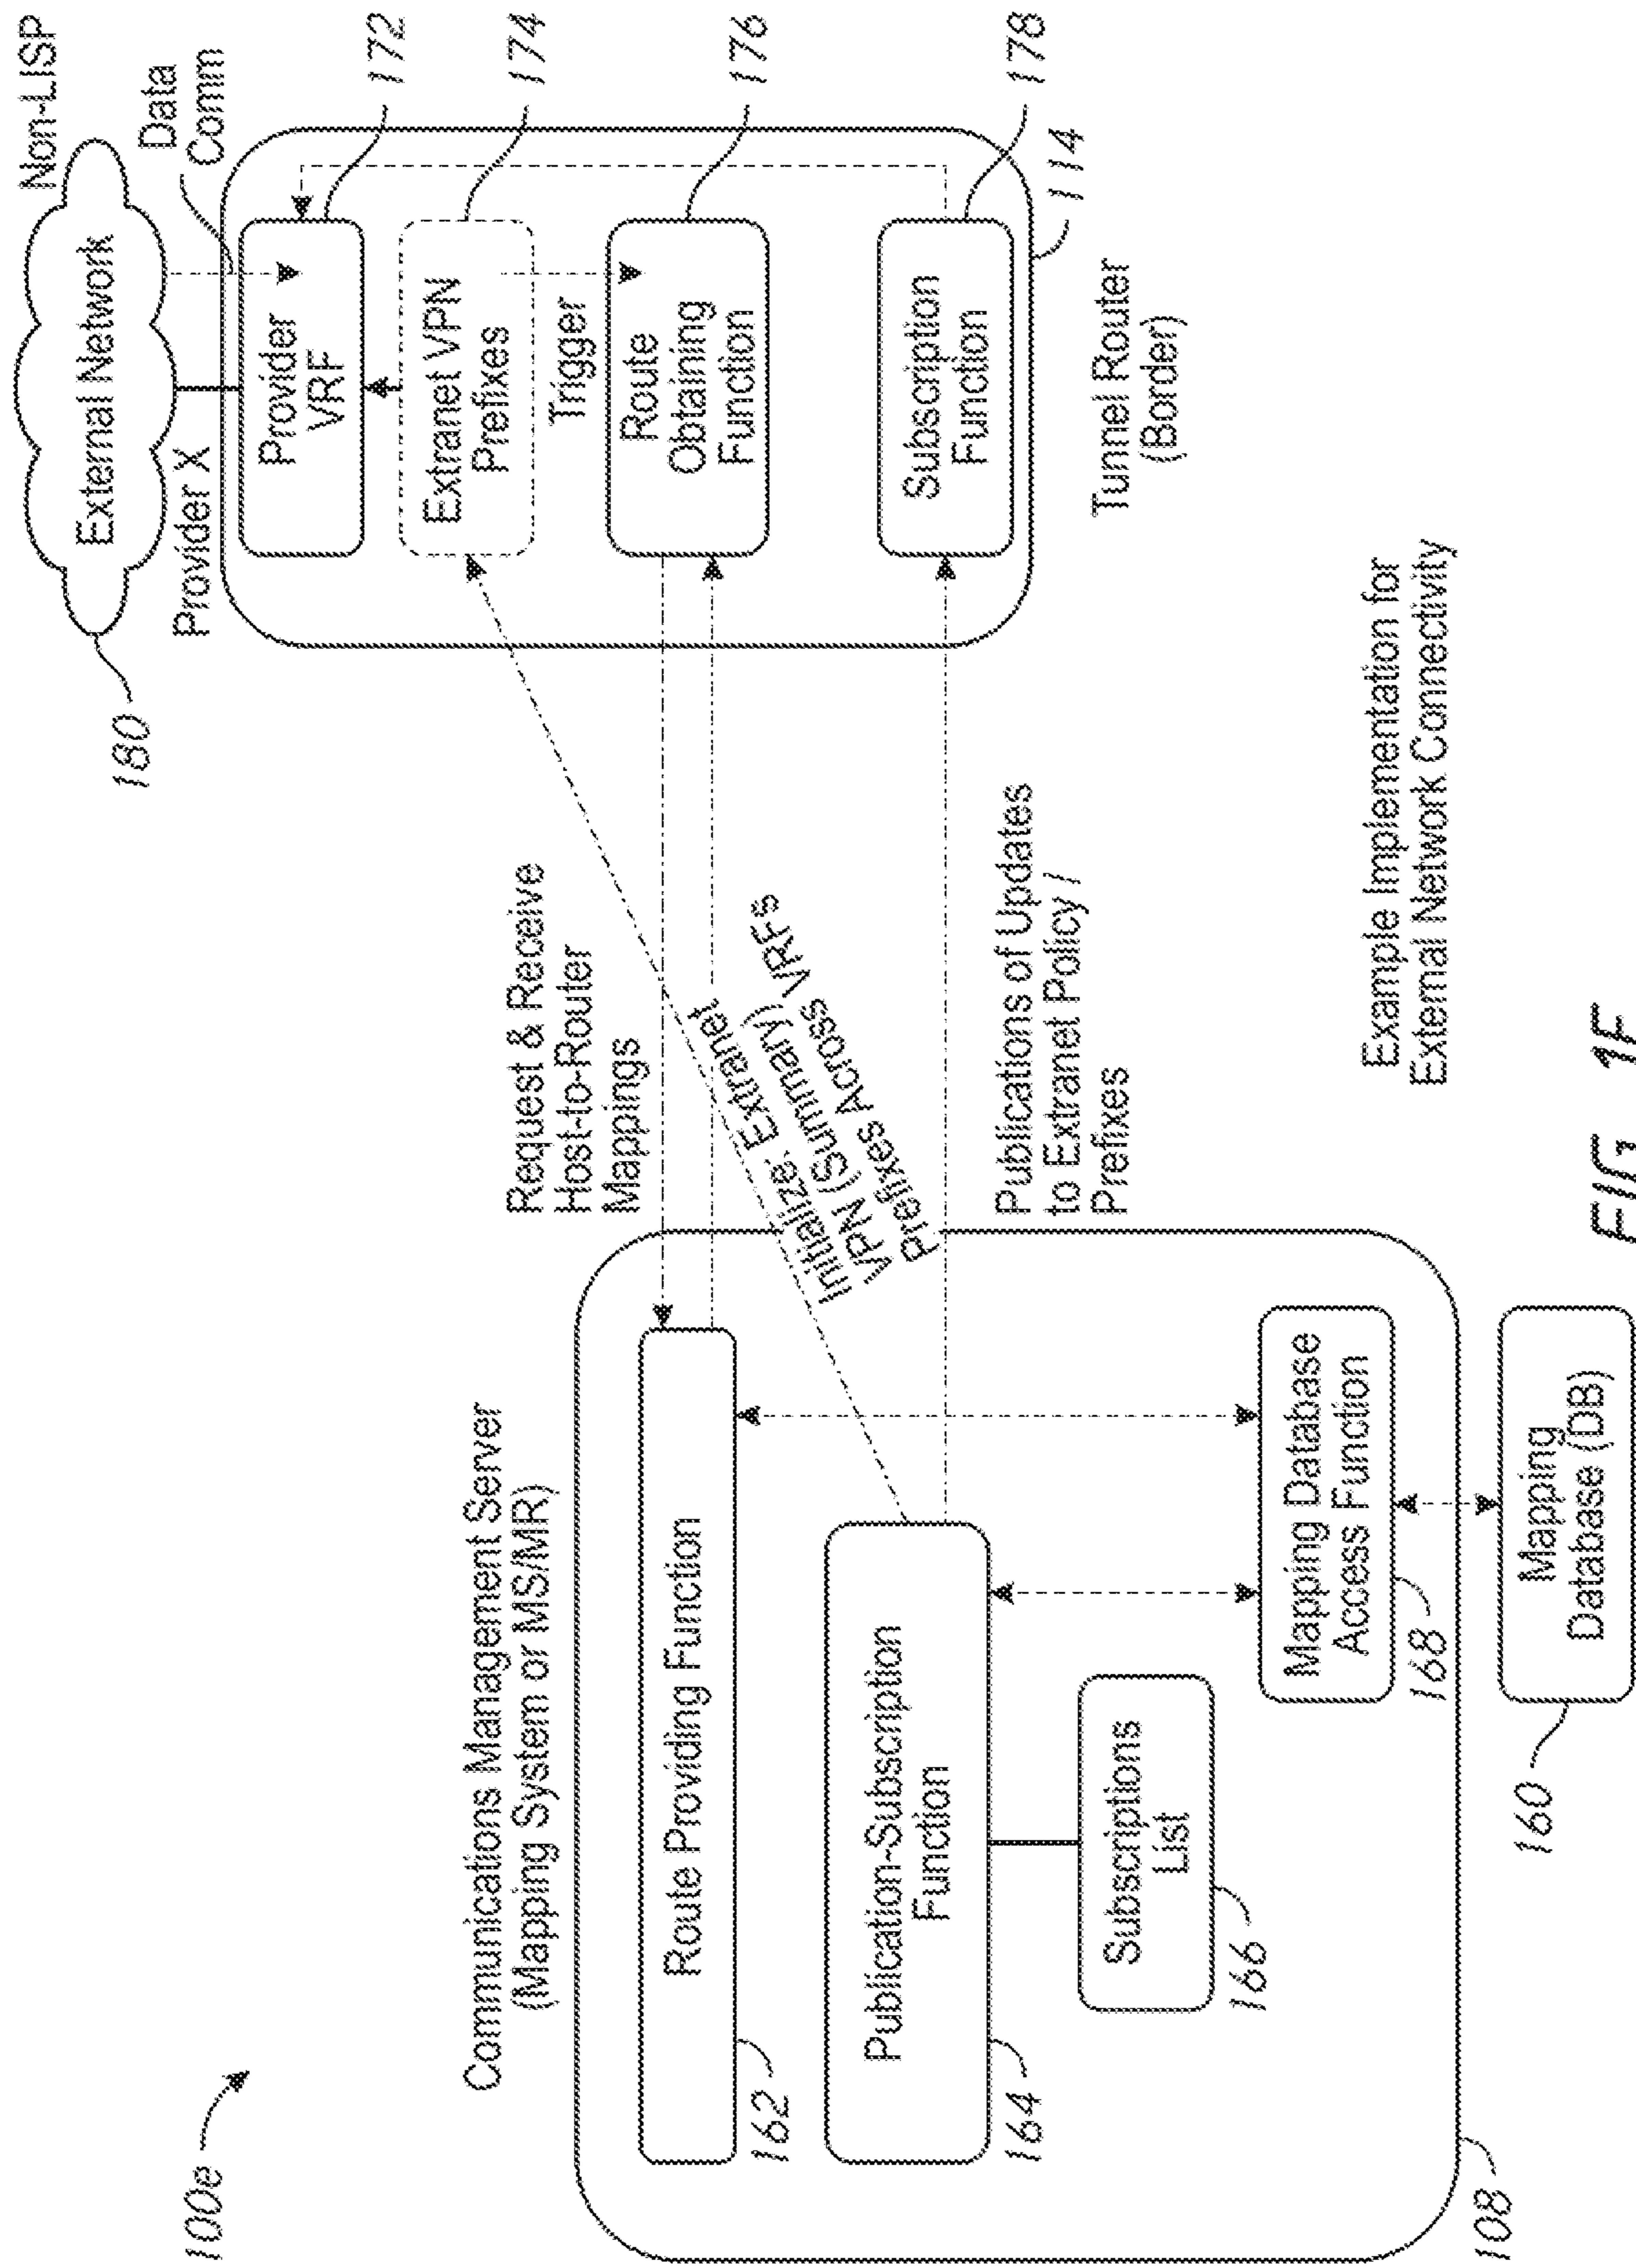 100e
Communications Management Server
(Mapping System or MS/MR)
Route Providing Function
162
Publication-Subscription
Function
164
Subscriptions
List
166
Mapping Database
Access Function
168
108
Mapping
Database (DB)
160
Request & Receive
Host-to-Router
Mappings
Initialize: Extranet
VPN (Summary)
Prefixes Across VRFs
Publications of Updates
to Extranet Policy /
Prefixes
180
External Network
Non-LISP
Provider X
Data
Comm
Provider
VRF
172
Extranet VPN
Prefixes
174
Trigger
Route
Obtaining
Function
176
Subscription
Function
178
114
Tunnel Router
(Border)
Example Implementation for
External Network Connectivity
FIG.